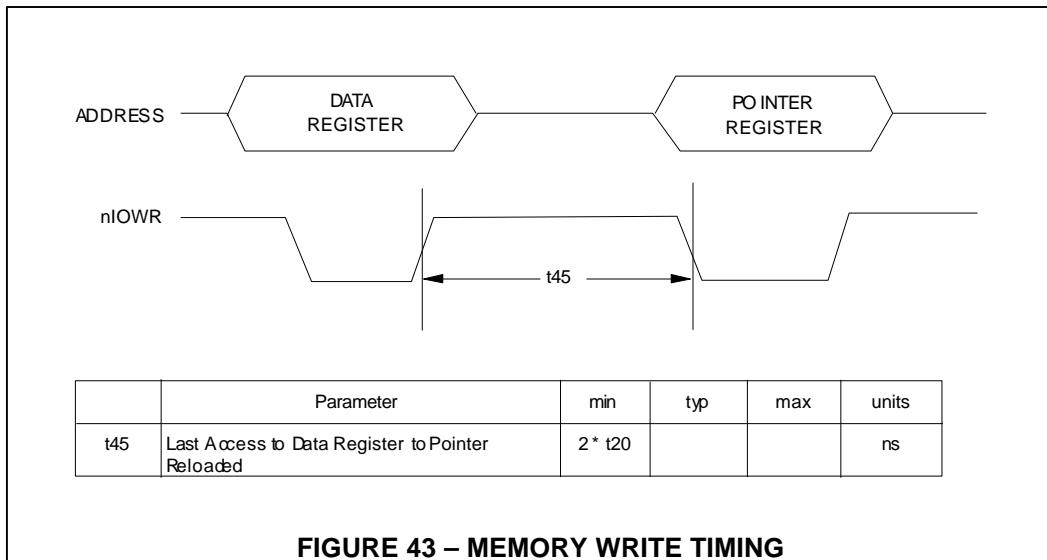 ADDRESS
DATA
REGISTER
POINTER
REGISTER
nIOWR
t45
Parameter min typ max units
t45 Last Access to Data Register to Pointer
Reloaded 2 * t20 ns
FIGURE 43 – MEMORY WRITE TIMING